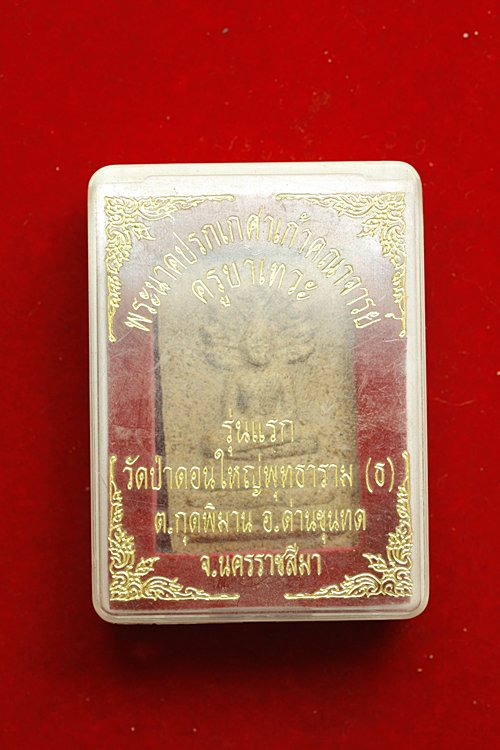 พระนาคปรกเกศาเก้าคณาจารย์
ครูบาเทวะ
รุ่นแรก
วัดป่าดอนใหญ่พุทธาราม (ธ)
ต.กุดพิมาน อ.ด่านขุนทด
จ.นครราชสีมา